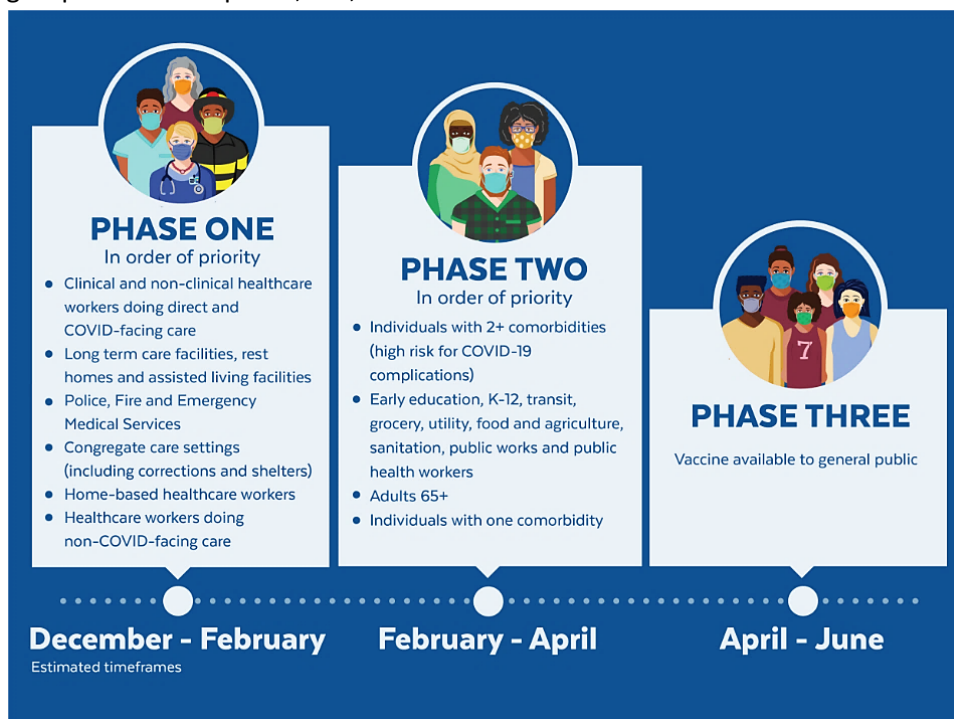 PHASE ONE
In order of priority
• Clinical and non-clinical healthcare
workers doing direct and
COVID-facing care
• Long term care facilities, rest
homes and assisted living facilities
• Police, Fire and Emergency
Medical Services
• Congregate care settings
(including corrections and shelters)
• Home-based healthcare workers
• Healthcare workers doing
non-COVID-facing care
December - February
Estimated timeframes
PHASE TWO
In order of priority
• Individuals with 2+ comorbidities
(high risk for COVID-19
complications)
• Early education, K-12, transit,
grocery, utility, food and agriculture,
sanitation, public works and public
health workers
• Adults 65+
• Individuals with one comorbidity
February - April
7
PHASE THREE
Vaccine available to general public
April - June